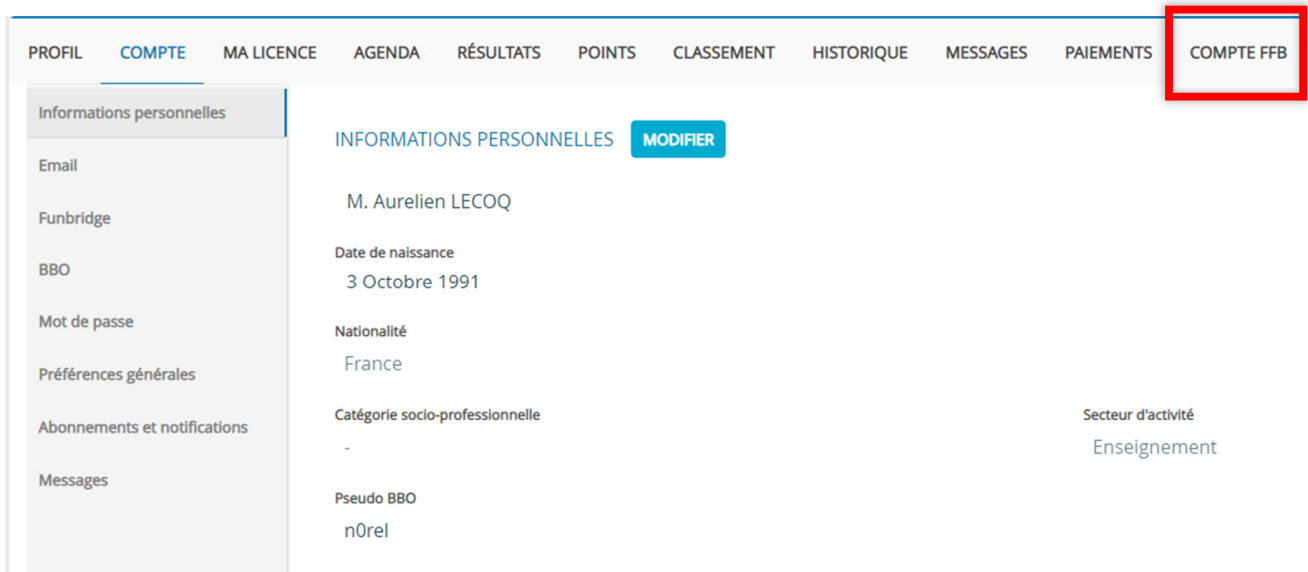 PROFIL COMPTE MA LICENCE AGENDA RÉSULTATS POINTS CLASSEMENT HISTORIQUE MESSAGES PAIEMENTS COMPTE FFB
Informations personnelles
Email
Funbridge
BBO
Mot de passe
Préférences générales
Abonnements et notifications
Messages
INFORMATIONS PERSONNELLES MODIFIER
M. Aurelien LECOQ
Date de naissance
3 Octobre 1991
Nationalité
France
Catégorie socio-professionnelle Secteur d'activité
- Enseignement
Pseudo BBO
n0rel